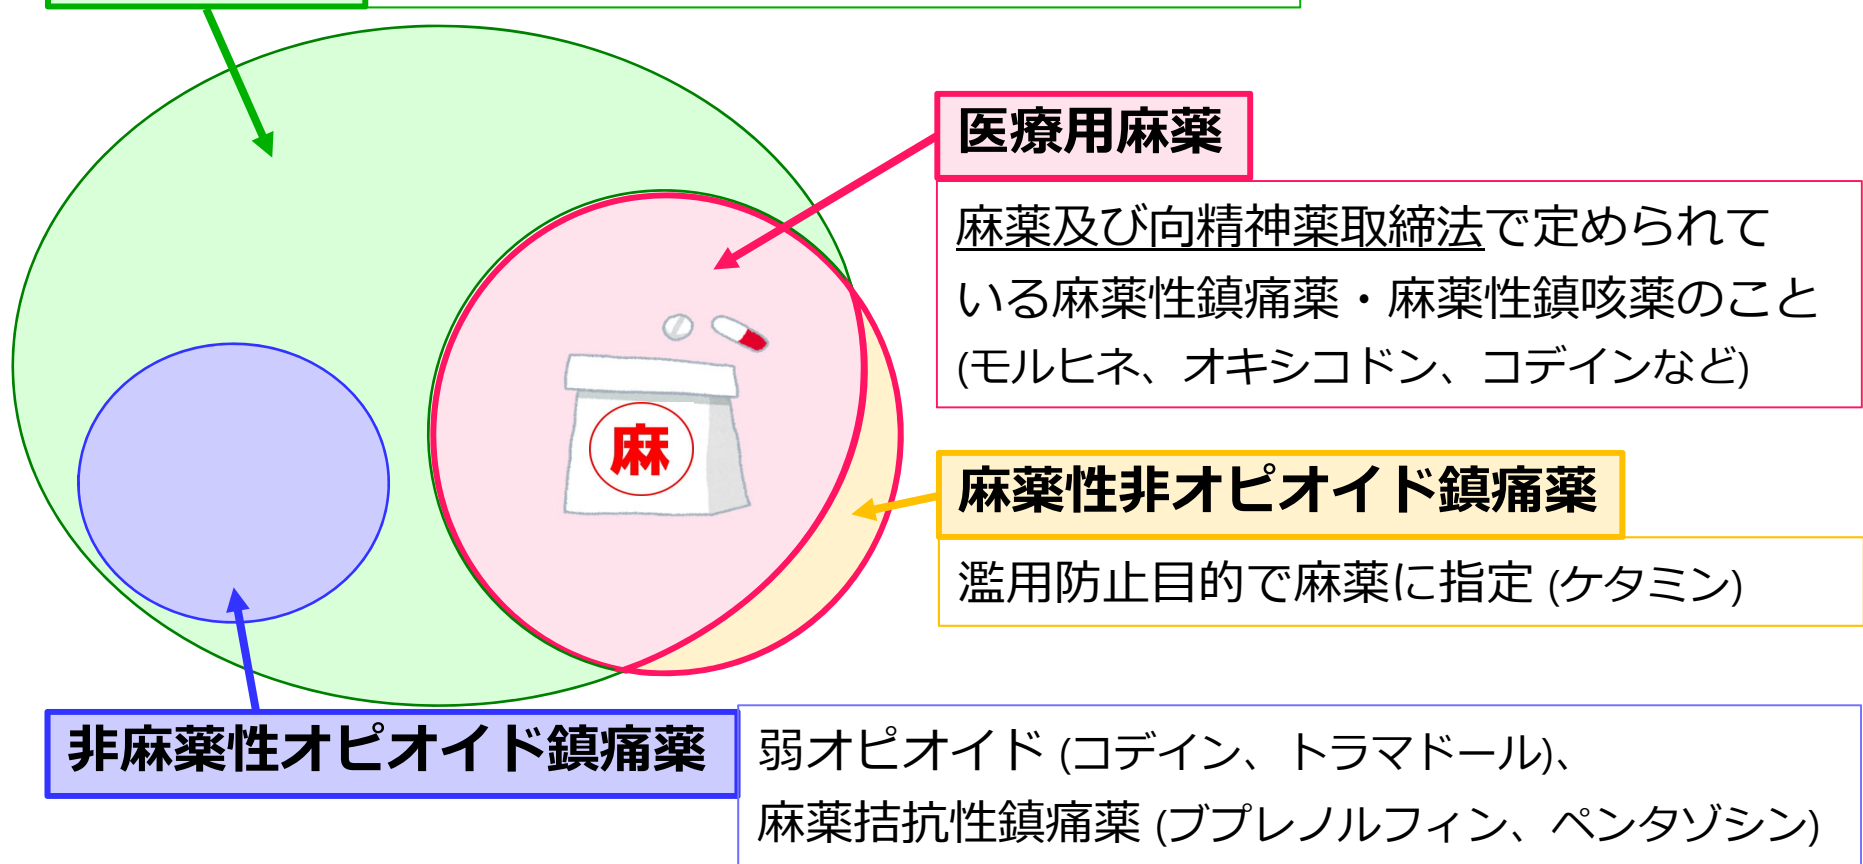 医療用麻薬
麻薬及び向精神薬取締法で定められて
いる麻薬性鎮痛薬・麻薬性鎮咳薬のこと
(モルヒネ、オキシコドン、コデインなど)
麻
麻薬性非オピオイド鎮痛薬
濫用防止目的で麻薬に指定 (ケタミン)
非麻薬性オピオイド鎮痛薬
弱オピオイド (コデイン、トラマドール)、
麻薬拮抗性鎮痛薬 (ブプレノルフィン、ペンタゾシン)